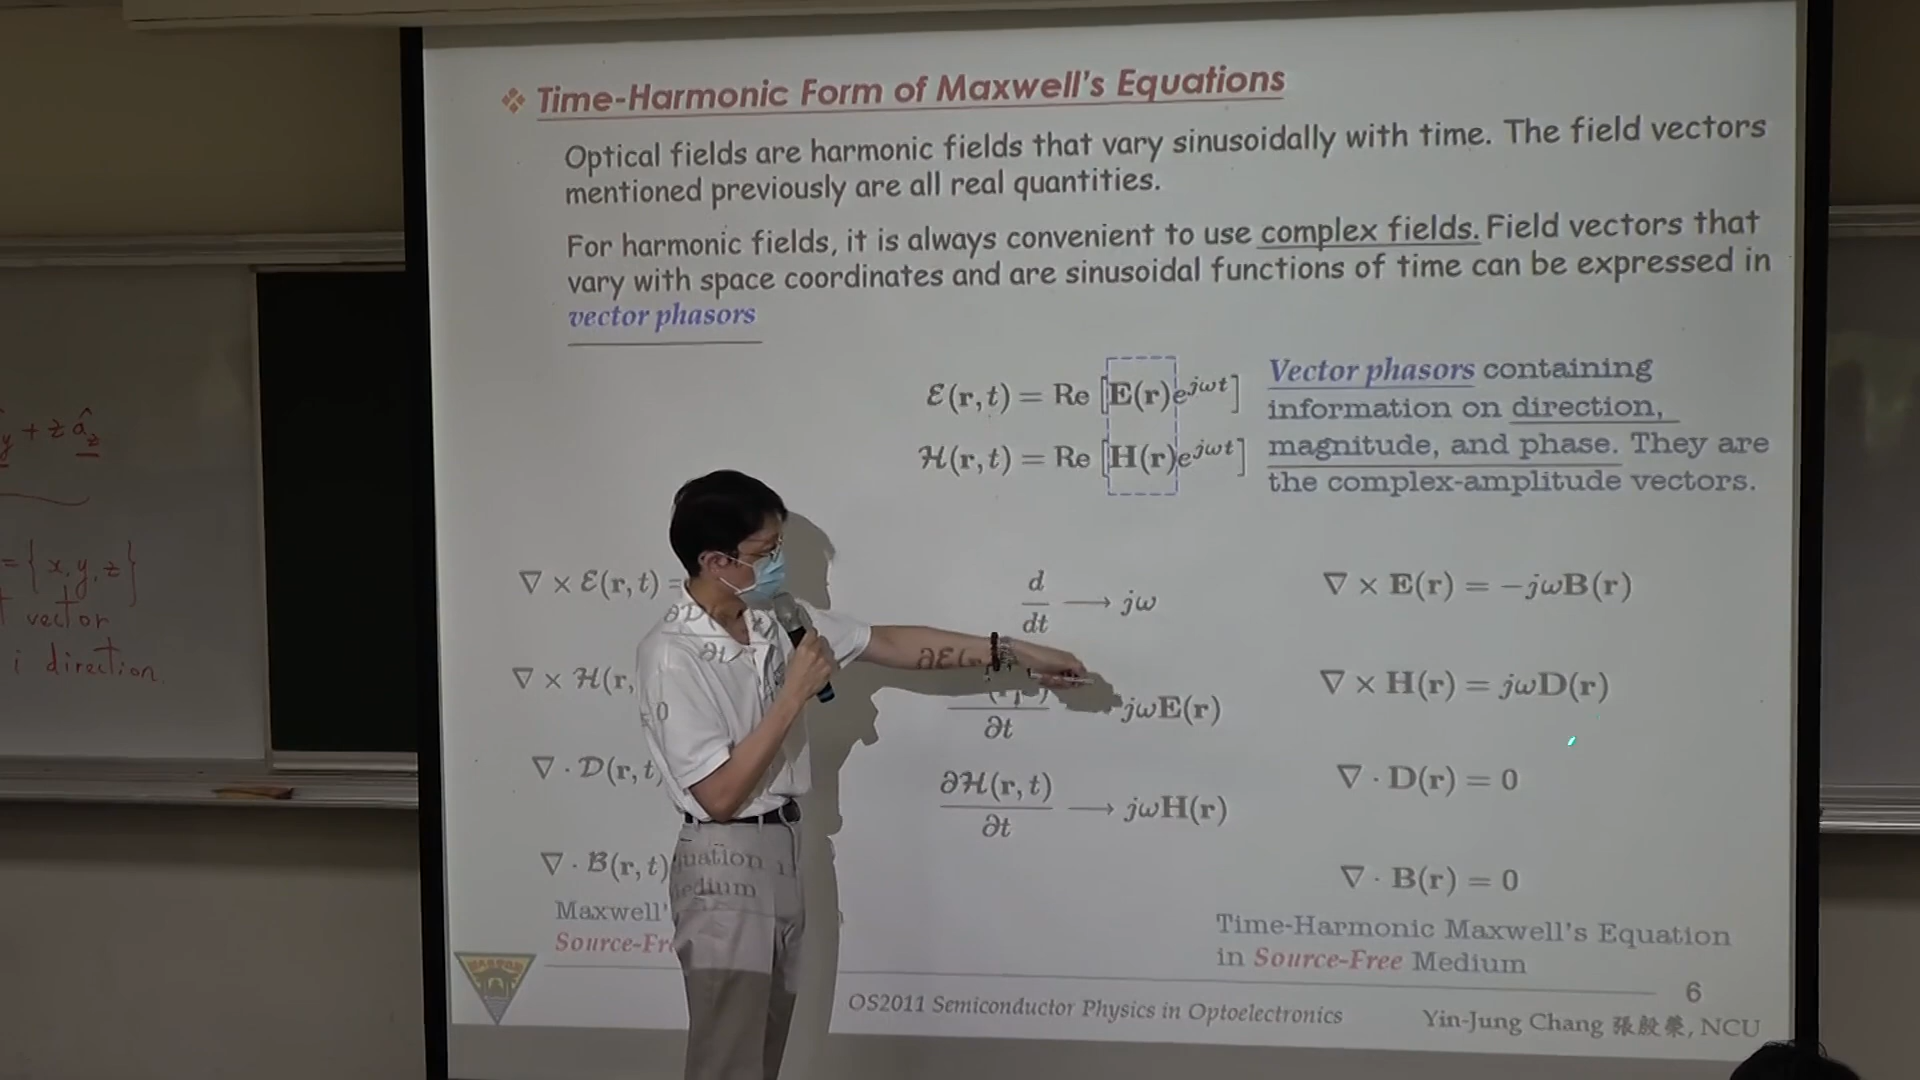 ❖ Time-Harmonic Form of Maxwell's Equations
Optical fields are harmonic fields that vary sinusoidally with time. The field vectors
mentioned previously are all real quantities.
For harmonic fields, it is always convenient to use complex fields. Field vectors that
vary with space coordinates and are sinusoidal functions of time can be expressed in
vector phasors
ℰ(r,t) = Re [E(r)e^{jωt}]
ℋ(r,t) = Re [H(r)e^{jωt}]
Vector phasors containing
information on direction,
magnitude, and phase. They are
the complex-amplitude vectors.
∇ × ℰ(r,t) =
∇ × ℋ(r,
∇ · 𝒟(r,t)
∇ · ℬ(r,t)
Maxwell'
Source-Fr
d/dt → jω
∂t
jωE(r)
∂ℋ(r,t)/∂t → jωH(r)
∇ × E(r) = −jωB(r)
∇ × H(r) = jωD(r)
∇ · D(r) = 0
∇ · B(r) = 0
Time-Harmonic Maxwell's Equation
in Source-Free Medium
6
OS2011 Semiconductor Physics in Optoelectronics
Yin-Jung Chang 張殷榮, NCU
+ z â_z
= {x, y, z}
vector
i direction